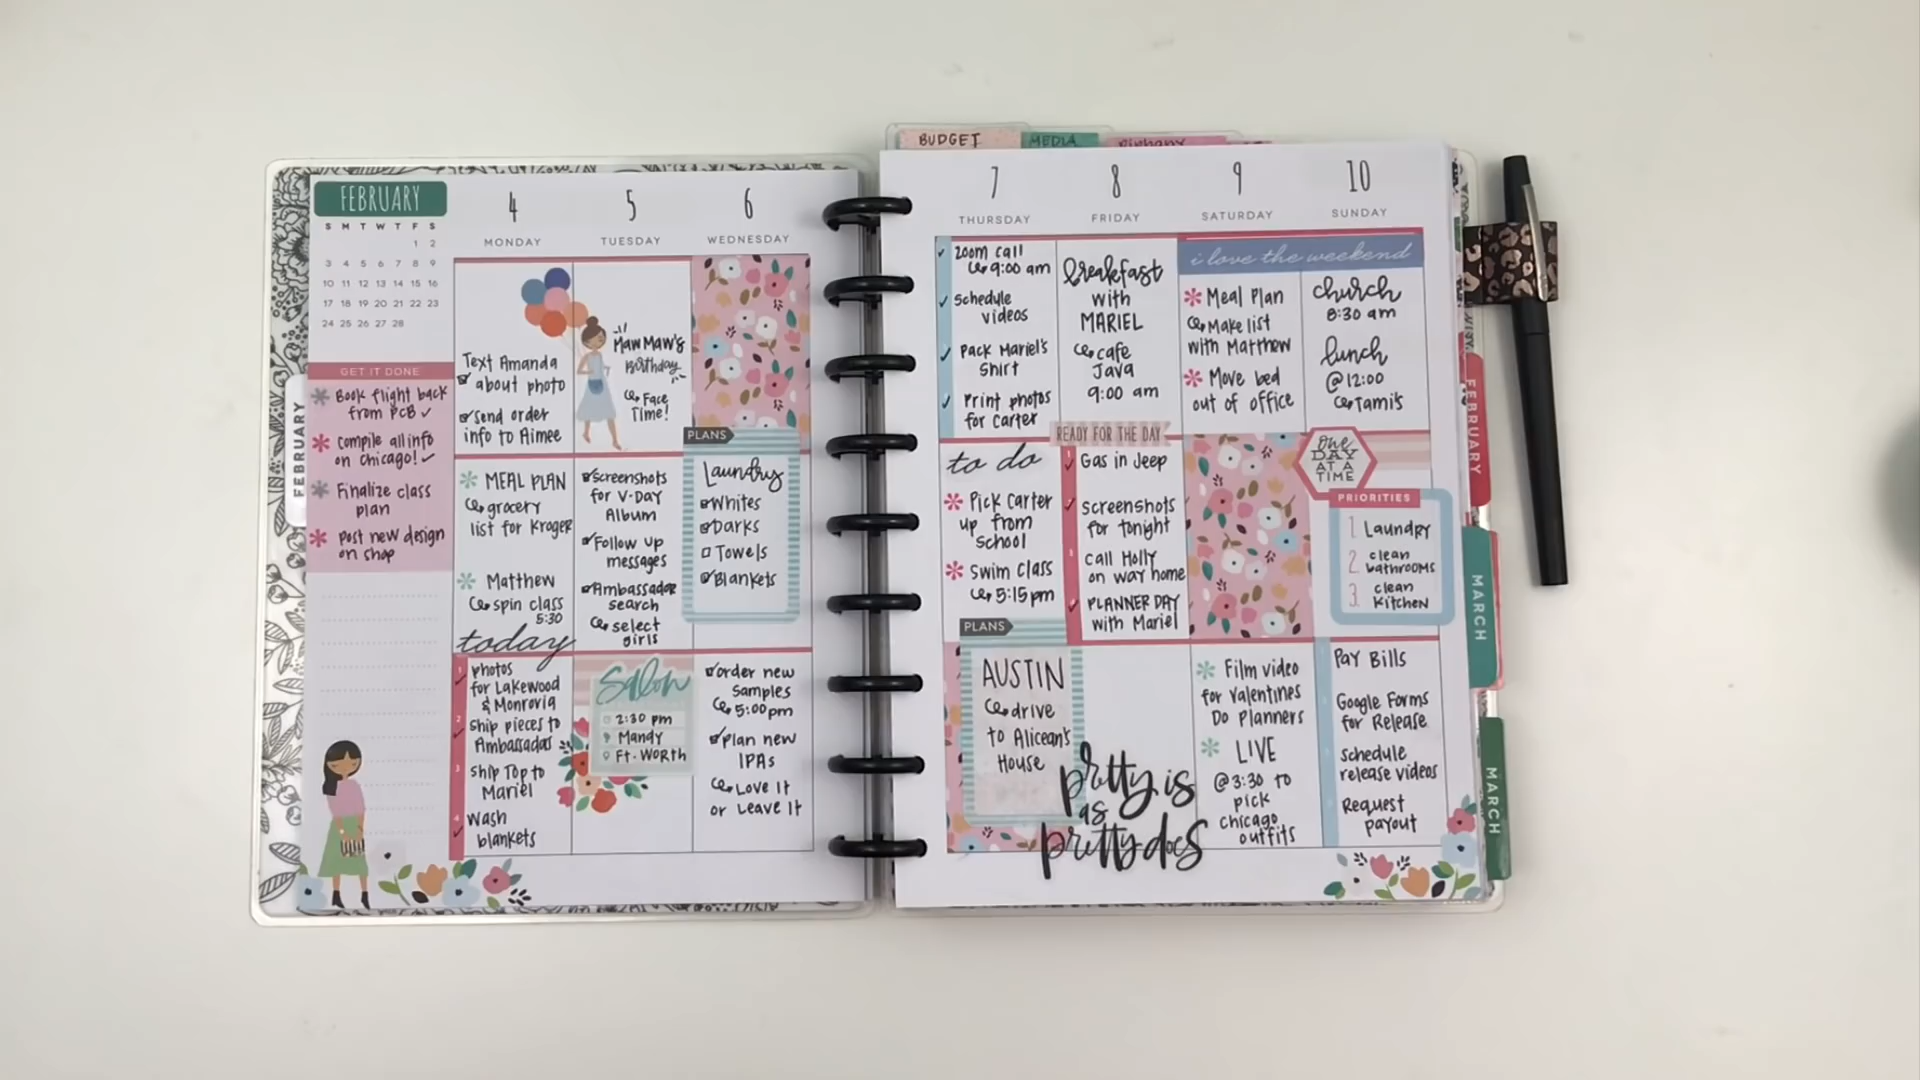 BUDGET
MEDIA
FEBRUARY
S M T W T F S
1 2
3 4 5 6 7 8 9
10 11 12 13 14 15 16
17 18 19 20 21 22 23
24 25 26 27 28
GET IT DONE
Book flight back
from PCB
compile all info
on Chicago!
Finalize class
plan
post new design
on shop
FEBRUARY
4
MONDAY
Text Amanda
about photo
send order
info to Aimee
MEAL PLAN
grocery
list for Kroger
Matthew
spin class
5:30
today
1
photos
for Lakewood
& Monrovia
2
Ship pieces to
Ambassadors
3
Ship Top to
Mariel
4
wash
blankets
5
TUESDAY
MawMaw's
Birthday
Face
Time!
Screenshots
for V-Day
Album
Follow up
messages
Ambassador
search
select
girls
Salon
2:30 pm
Mandy
Ft. Worth
6
WEDNESDAY
PLANS
Laundry
Whites
Darks
Towels
Blankets
order new
samples
5:00pm
plan new
IPAs
Love It
or Leave It
7
THURSDAY
zoom call
9:00 am
schedule
videos
pack Mariel's
shirt
Print photos
for Carter
to do
Pick Carter
up from
school
Swim class
5:15pm
PLANS
AUSTIN
drive
to Alicean's
House
8
FRIDAY
breakfast
with
MARIEL
cafe
Java
9:00 am
READY FOR THE DAY
Gas in Jeep
Screenshots
for tonight
call Holly
on way home
PLANNER DAY
with Mariel
pretty is
as
pretty does
9
SATURDAY
i love the weekend
Meal Plan
Make list
with Matthew
Move bed
out of office
Film video
for valentines
Do planners
LIVE
@ 3:30 to
pick
chicago
outfits
10
SUNDAY
church
8:30 am
lunch
@ 12:00
Tami's
ONE
DAY
AT A
TIME
PRIORITIES
1. Laundry
2. clean
bathrooms
3. clean
kitchen
Pay Bills
Google Forms
for Release
schedule
release videos
Request
payout
FEBRUARY
MARCH
MARCH